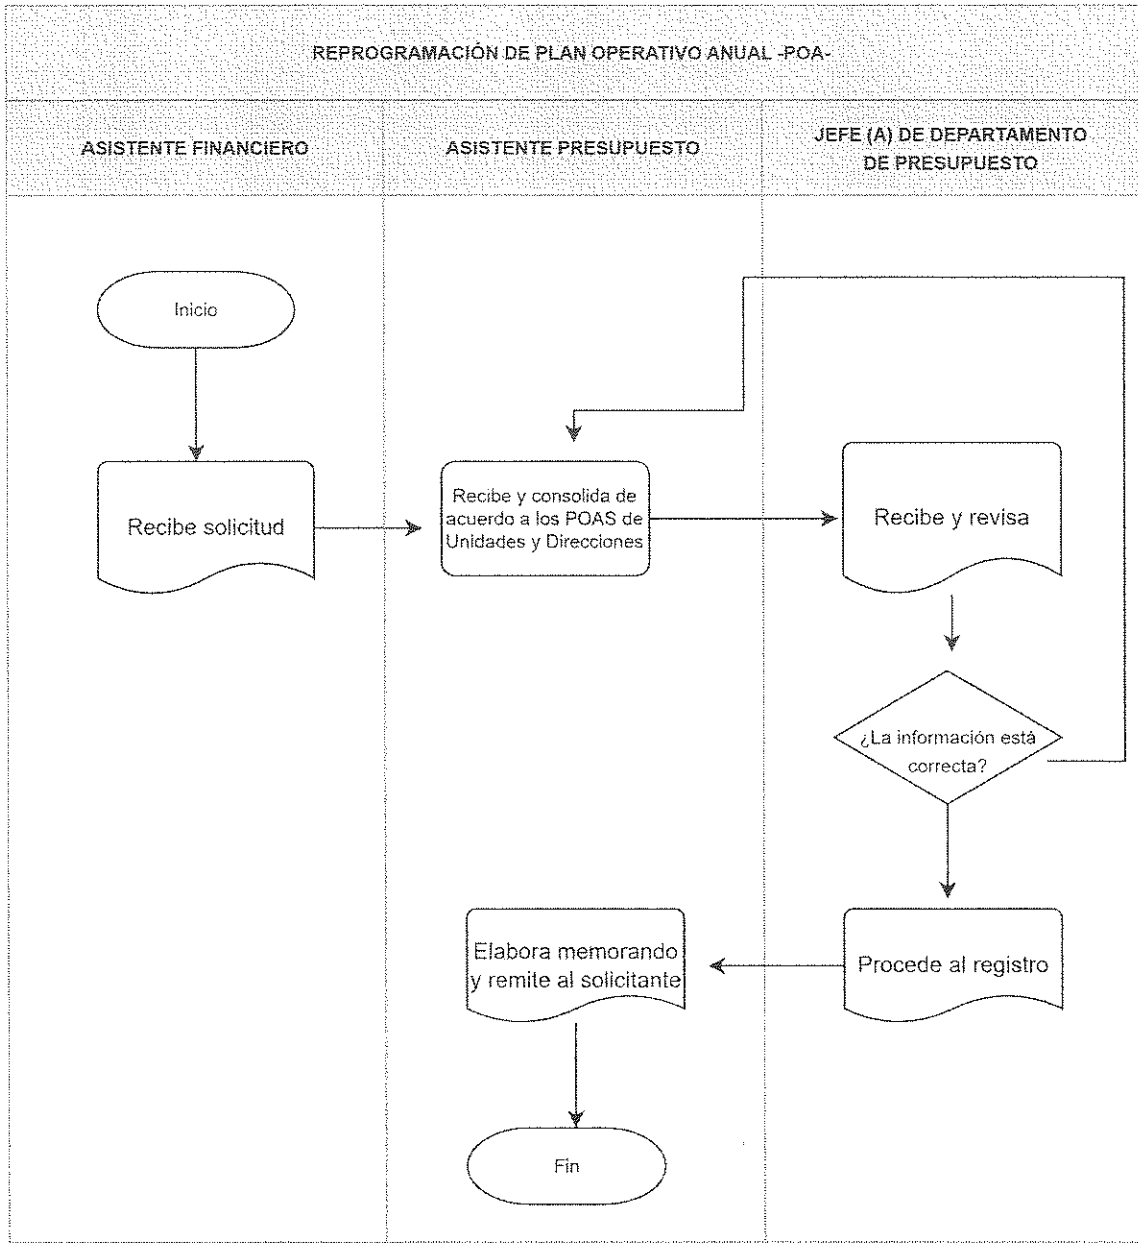 REPROGRAMACIÓN DE PLAN OPERATIVO ANUAL -POA-
ASISTENTE FINANCIERO
ASISTENTE PRESUPUESTO
JEFE (A) DE DEPARTAMENTO
DE PRESUPUESTO
Inicio
Recibe solicitud
Recibe y consolida de
acuerdo a los POAS de
Unidades y Direcciones
Recibe y revisa
¿La información está
correcta?
Procede al registro
Elabora memorando
y remite al solicitante
Fin